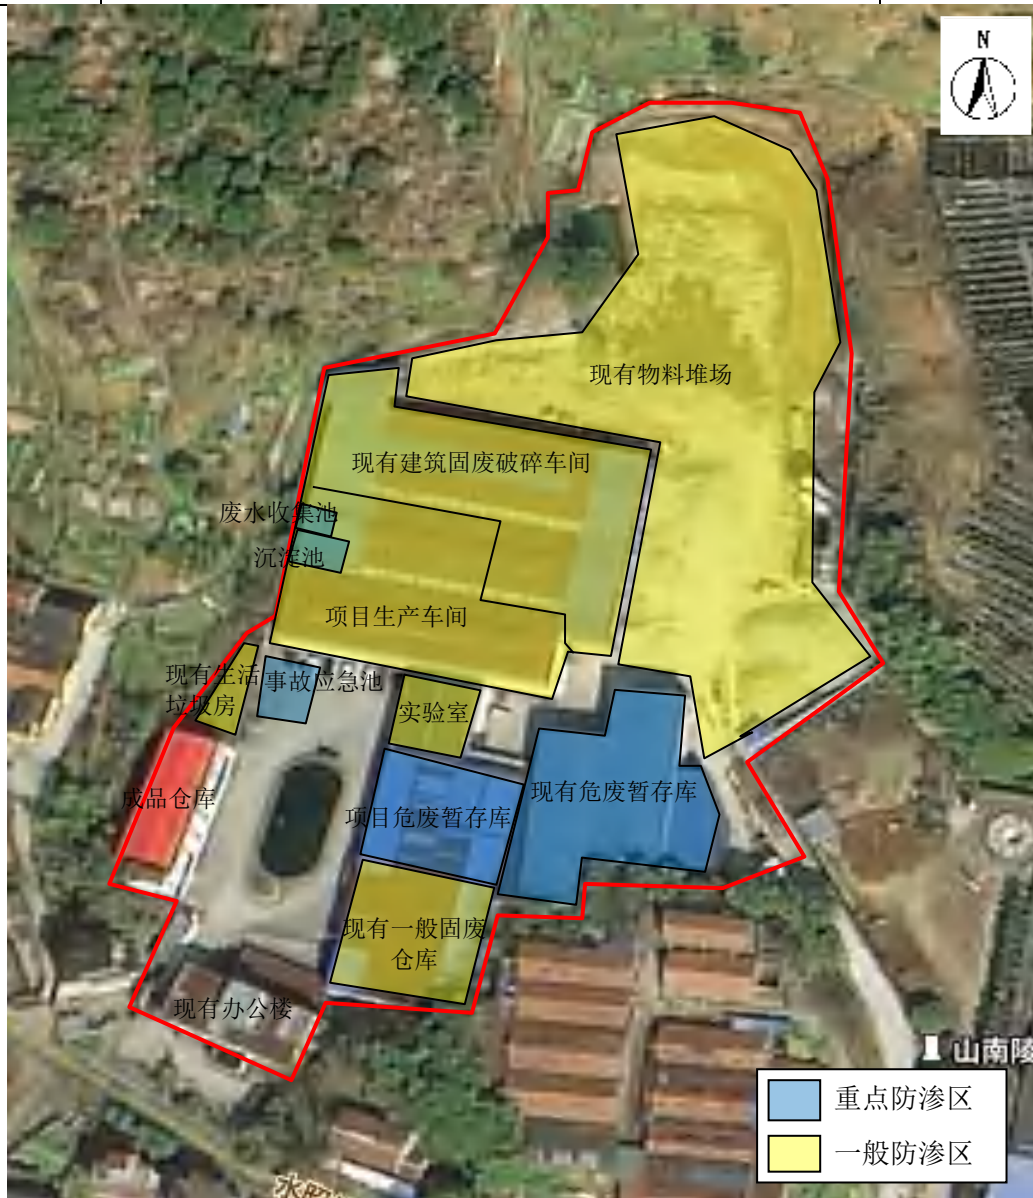 N
现有物料堆场
现有建筑固废破碎车间
废水收集池
沉淀池
项目生产车间
现有生活
垃圾房
事故应急池
实验室
成品仓库
项目危废暂存库
现有危废暂存库
现有一般固废
仓库
现有办公楼
山南陵
重点防渗区
一般防渗区